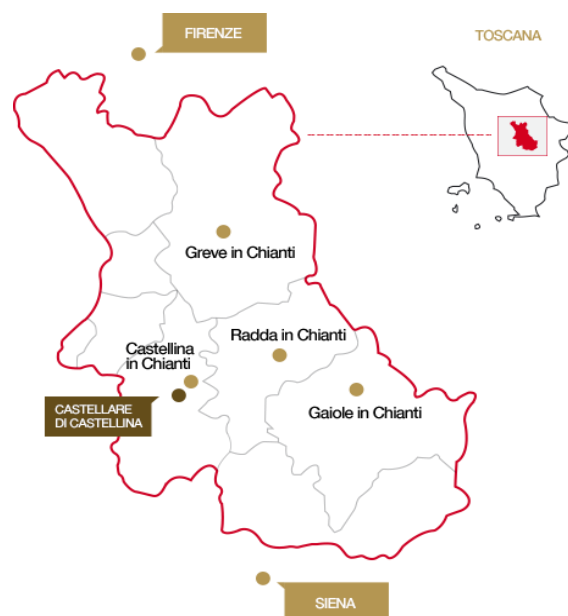 FIRENZE
TOSCANA
Greve in Chianti
Radda in Chianti
Castellina
in Chianti
CASTELLARE
DI CASTELLINA
Gaiole in Chianti
SIENA